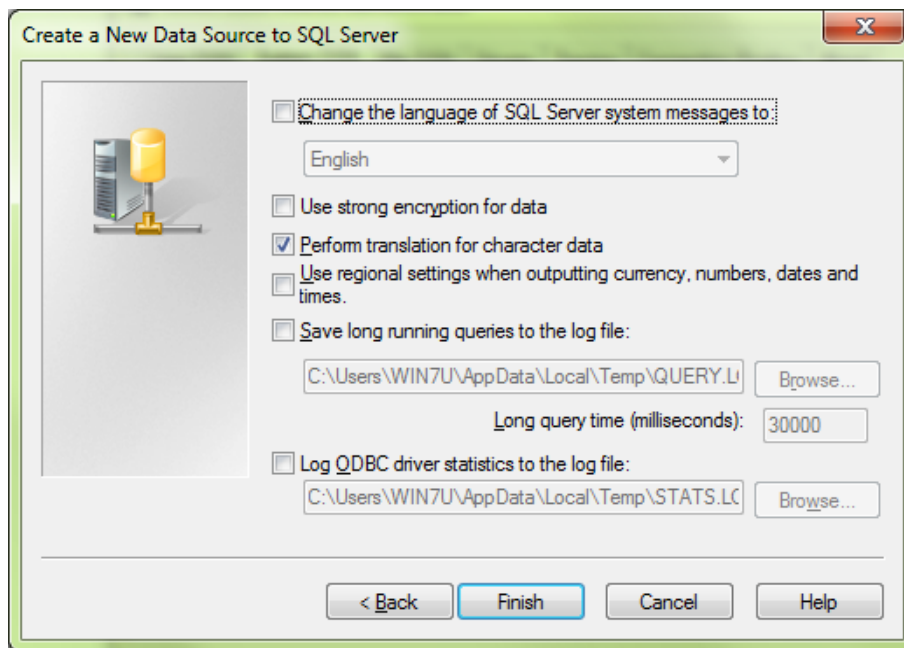 Create a New Data Source to SQL Server
Change the language of SQL Server system messages to:
English
Use strong encryption for data
Perform translation for character data
Use regional settings when outputting currency, numbers, dates and
times.
Save long running queries to the log file:
C:\Users\WIN7U\AppData\Local\Temp\QUERY.L
Browse...
Long query time (milliseconds):
30000
Log ODBC driver statistics to the log file:
C:\Users\WIN7U\AppData\Local\Temp\STATS.L
Browse...
< Back
Finish
Cancel
Help